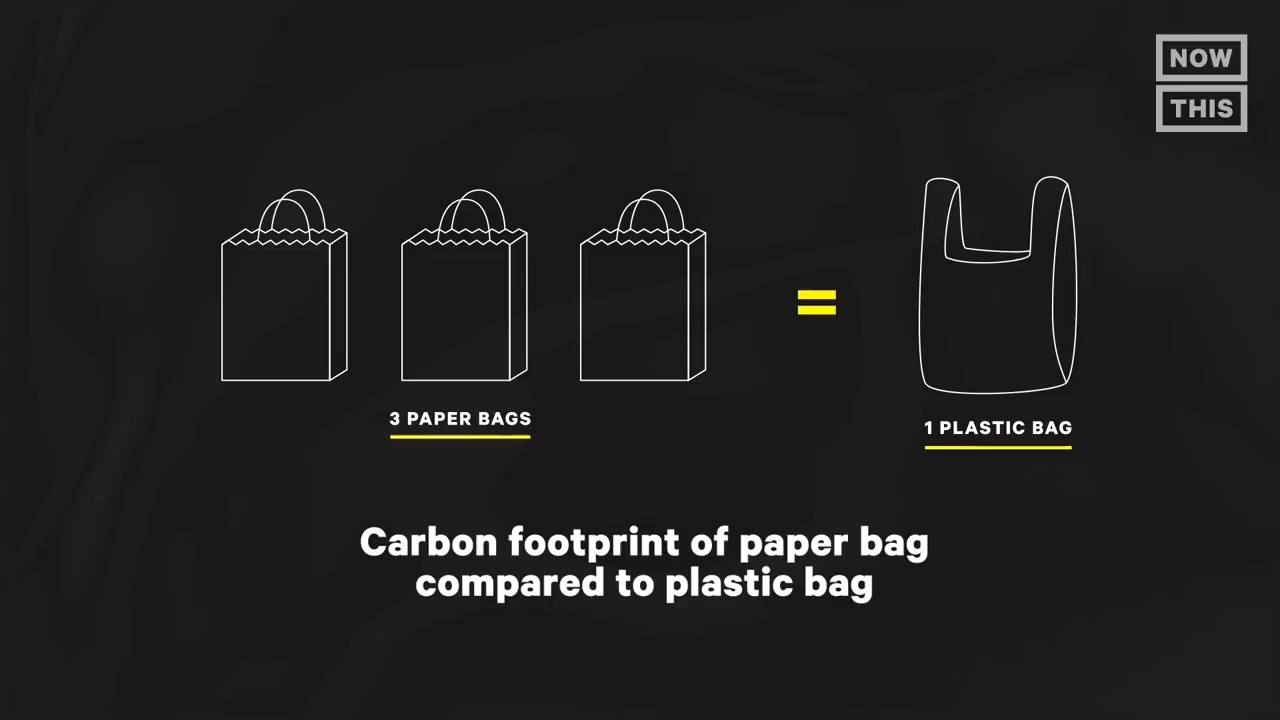 NOW
THIS
3 PAPER BAGS
=
1 PLASTIC BAG
Carbon footprint of paper bag
compared to plastic bag